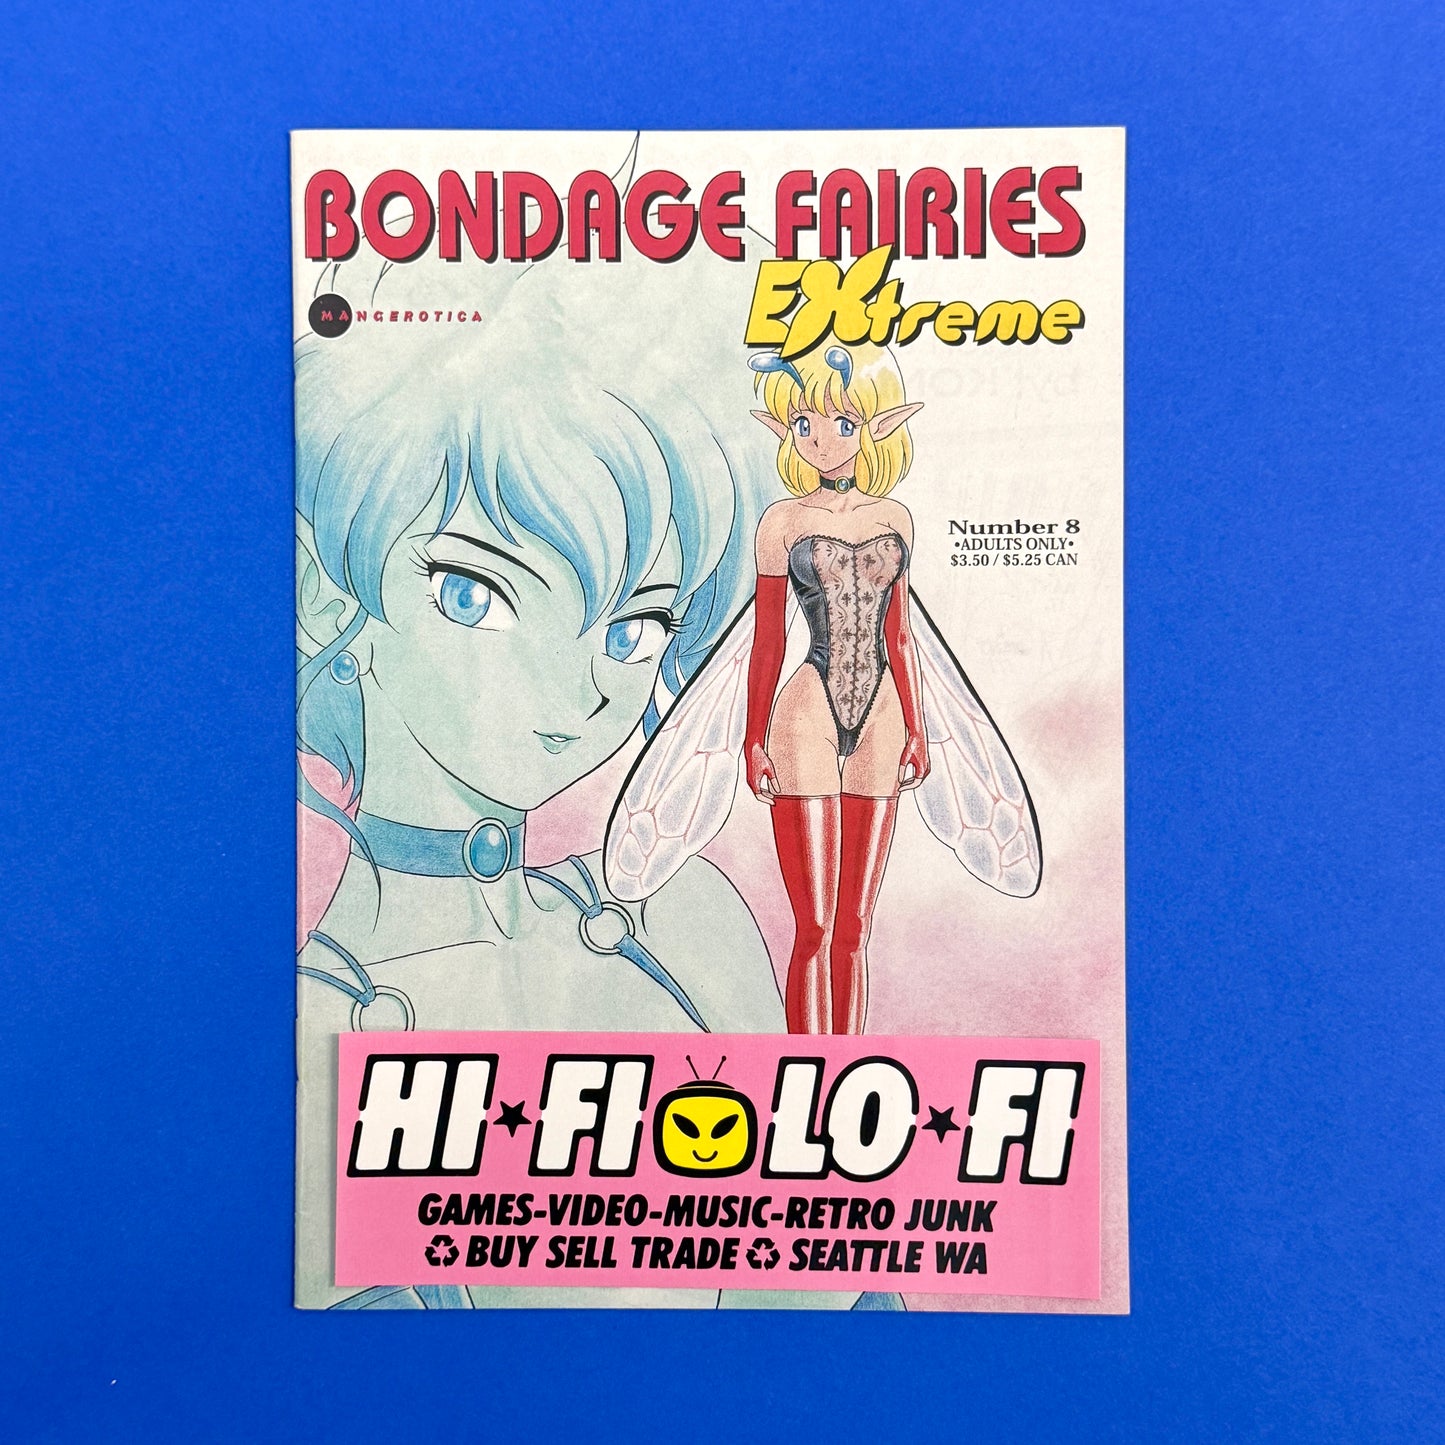 BONDAGE FAIRIES
EXtreme
MANGEROTICA
Number 8
•ADULTS ONLY•
$3.50 / $5.25 CAN
HI★FI LO★FI
GAMES-VIDEO-MUSIC-RETRO JUNK
♻ BUY SELL TRADE ♻ SEATTLE WA